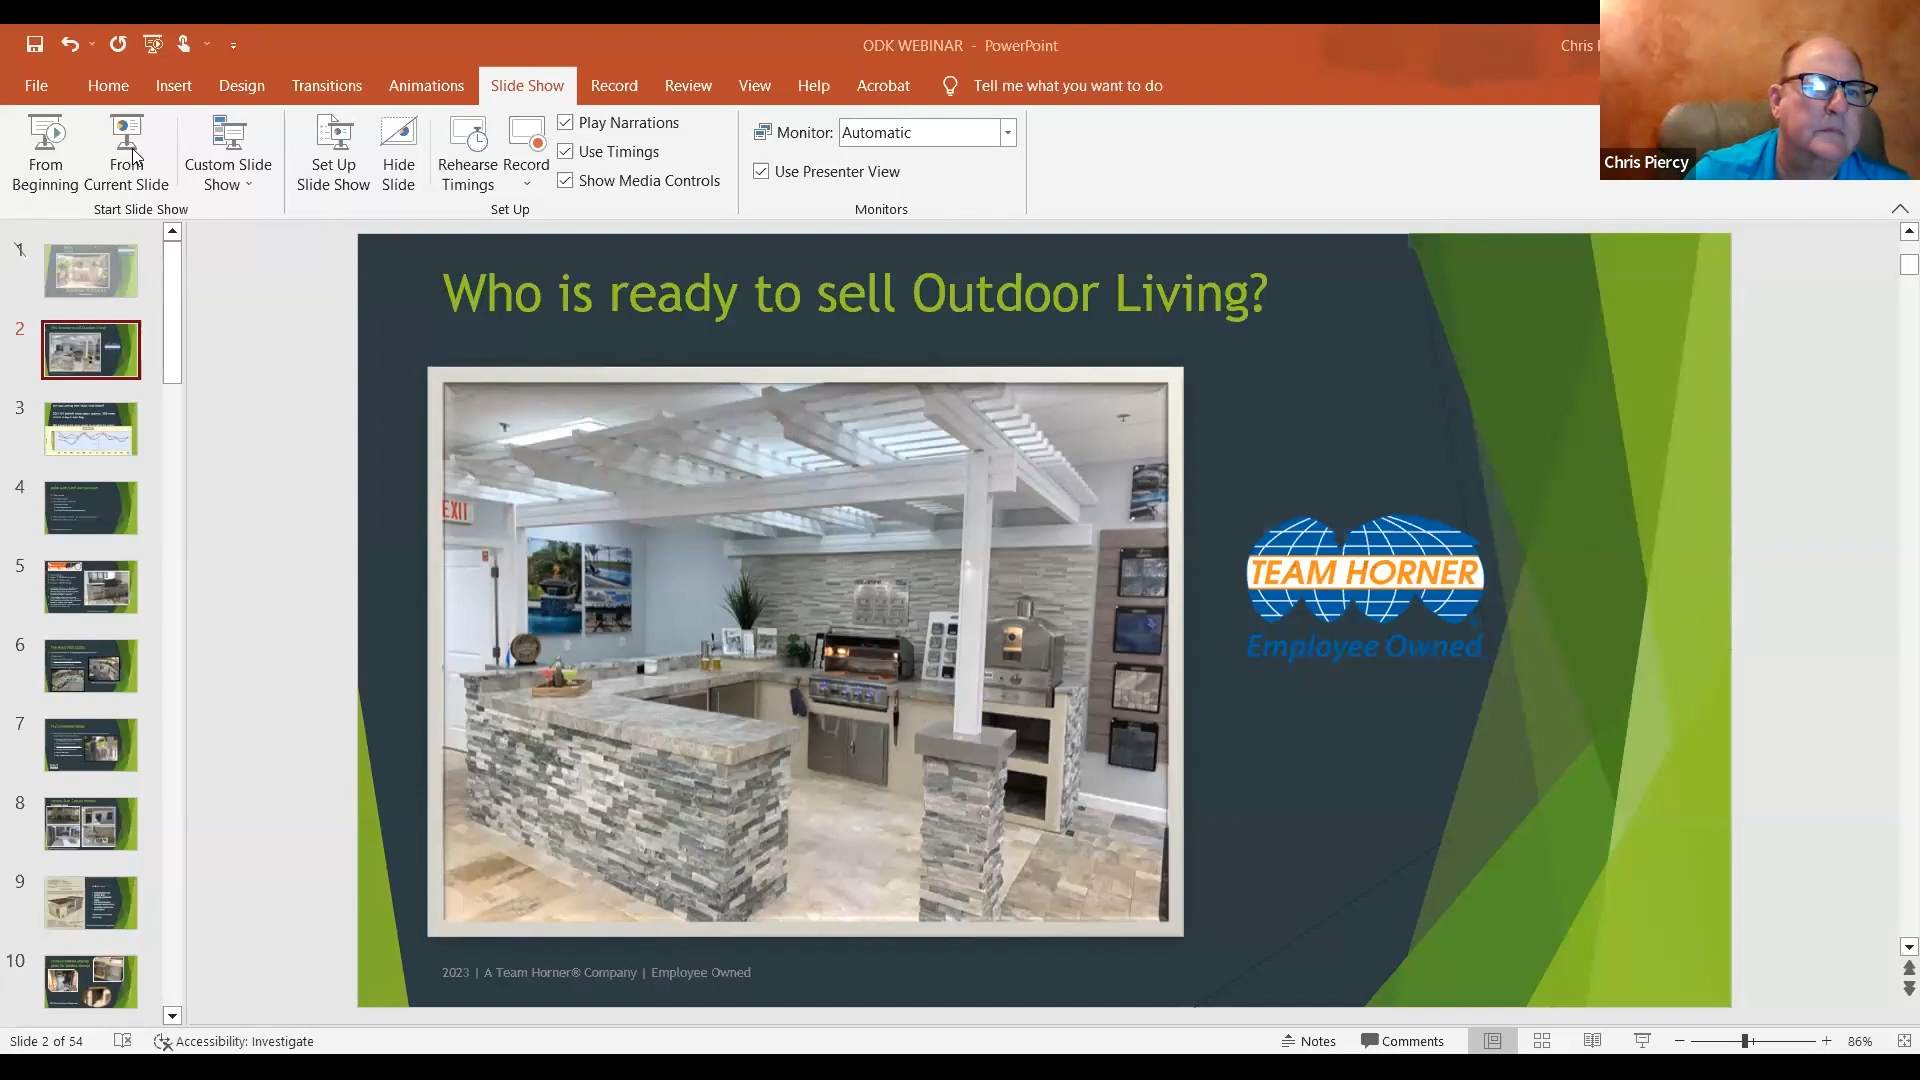 ODK WEBINAR - PowerPoint
Chris
File Home Insert Design Transitions Animations Slide Show Record Review View Help Acrobat Tell me what you want to do
From Beginning
From Current Slide
Custom Slide Show
Set Up Slide Show
Hide Slide
Rehearse Timings
Record
Play Narrations
Use Timings
Show Media Controls
Monitor: Automatic
Use Presenter View
Start Slide Show
Set Up
Monitors
Chris Piercy
1
2
3
4
5
6
7
8
9
10
Who is ready to sell Outdoor Living?
EXIT
TEAM HORNER
®
Employee Owned
2023 | A Team Horner® Company | Employee Owned
Slide 2 of 54
Accessibility: Investigate
Notes
Comments
86%